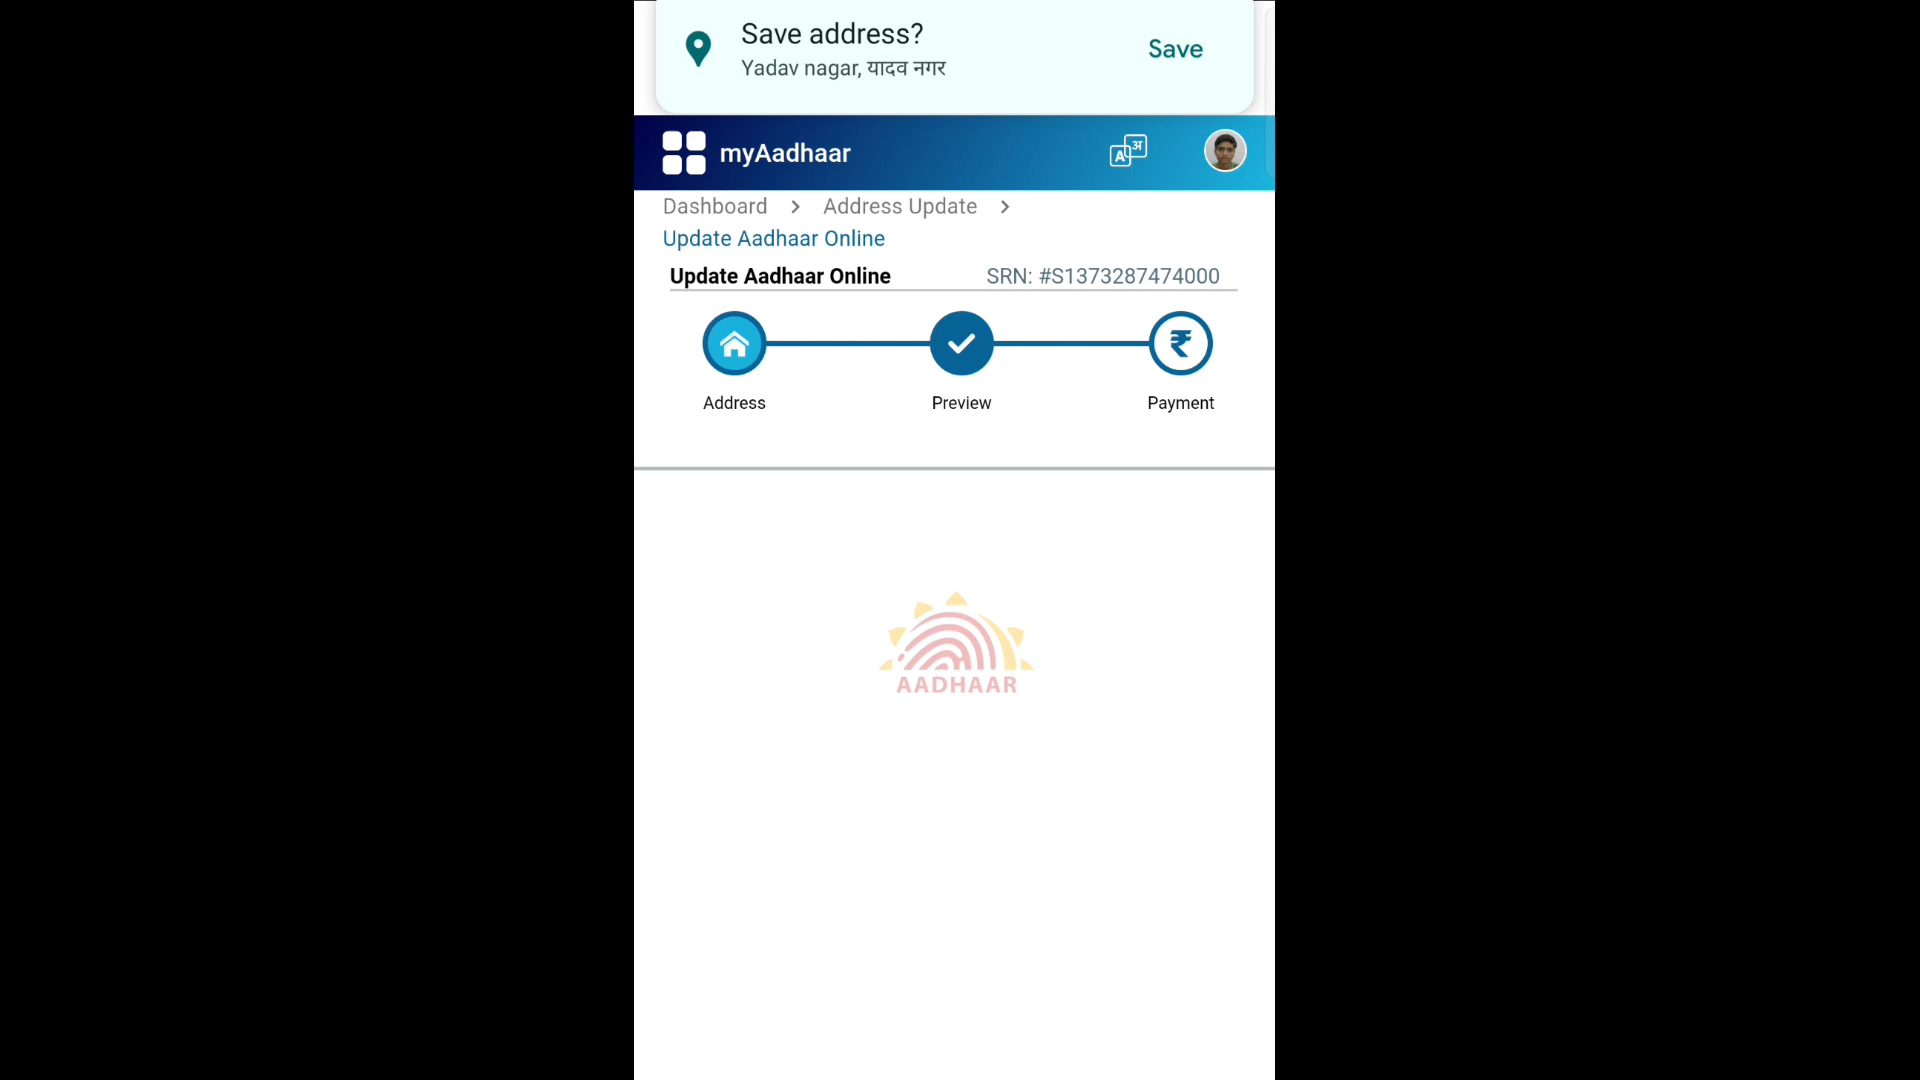 Save address?
Save
Yadav nagar, यादव नगर
myAadhaar
A अ
Dashboard > Address Update >
Update Aadhaar Online
Update Aadhaar Online SRN: #S1373287474000
₹
Address Preview Payment
AADHAAR